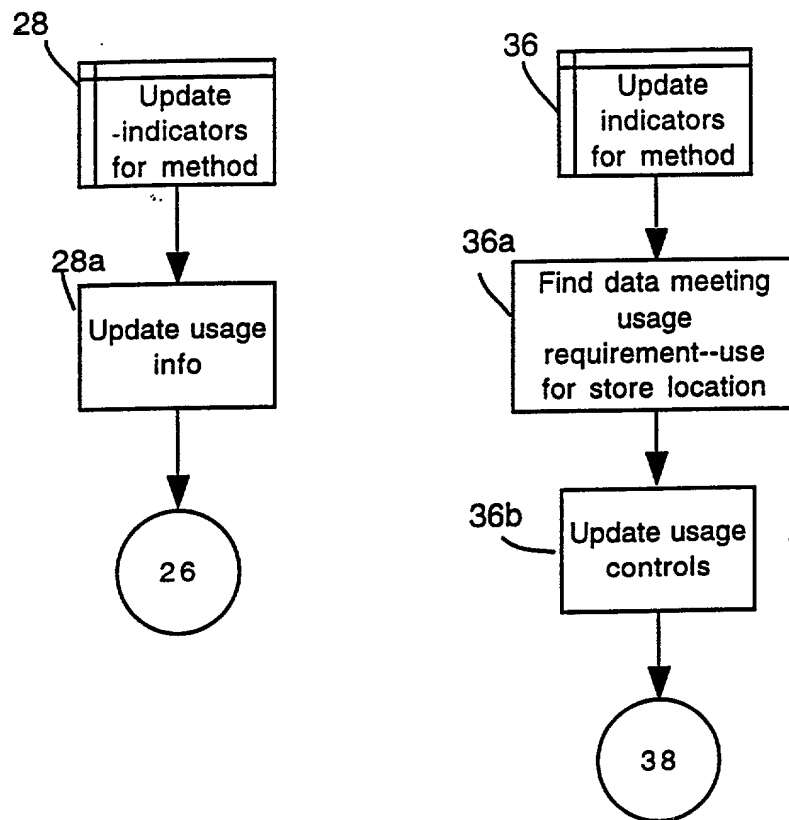 28
Update
-indicators
for method
28a
Update usage
info
26
36
Update
indicators
for method
36a
Find data meeting
usage
requirement--use
for store location
36b
Update usage
controls
38